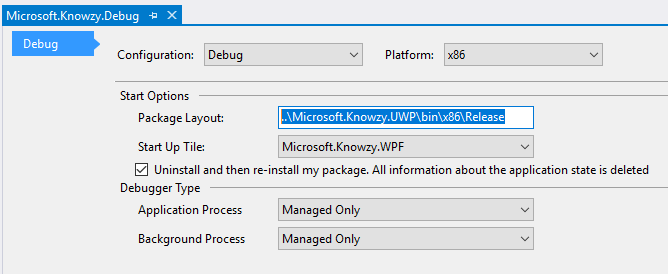 Microsoft.Knowzy.Debug
Debug
Configuration: Debug Platform: x86
Start Options
Package Layout: ..\Microsoft.Knowzy.UWP\bin\x86\Release
Start Up Tile: Microsoft.Knowzy.WPF
Uninstall and then re-install my package. All information about the application state is deleted
Debugger Type
Application Process Managed Only
Background Process Managed Only